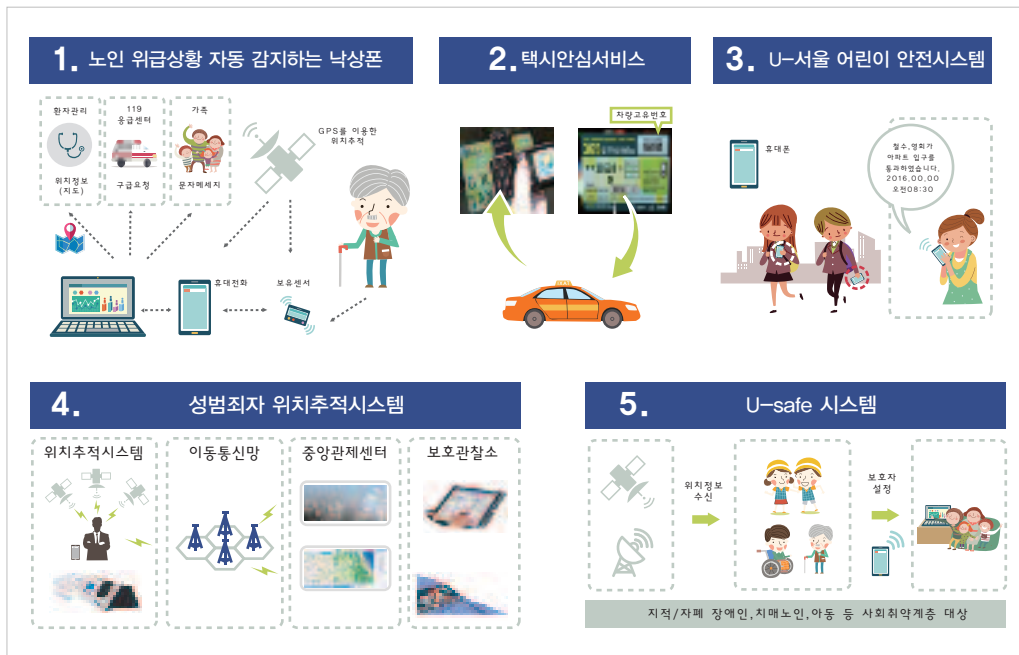 1. 노인 위급상황 자동 감지하는 낙상폰
환자관리
위치정보
(지도)
119
응급센터
구급요청
가족
문자메세지
GPS를 이용한
위치추적
휴대전화
보유센서
2. 택시안심서비스
차량고유번호
TAXI
3. U-서울 어린이 안전시스템
휴대폰
철수,영희가
아파트 입구를
통과하였습니다.
2016,00,00
오전08:30
4. 성범죄자 위치추적시스템
위치추적시스템
이동통신망
중앙관제센터
보호관찰소
5. U-safe 시스템
위치정보
수신
보호자
설정
지적/자폐 장애인,치매노인,아동 등 사회취약계층 대상